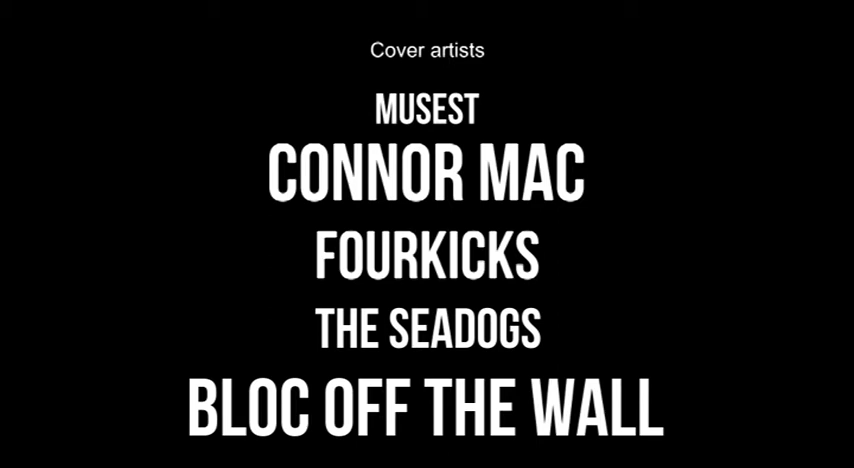 Cover artists
MUSEST
CONNOR MAC
FOURKICKS
THE SEADOGS
BLOC OFF THE WALL